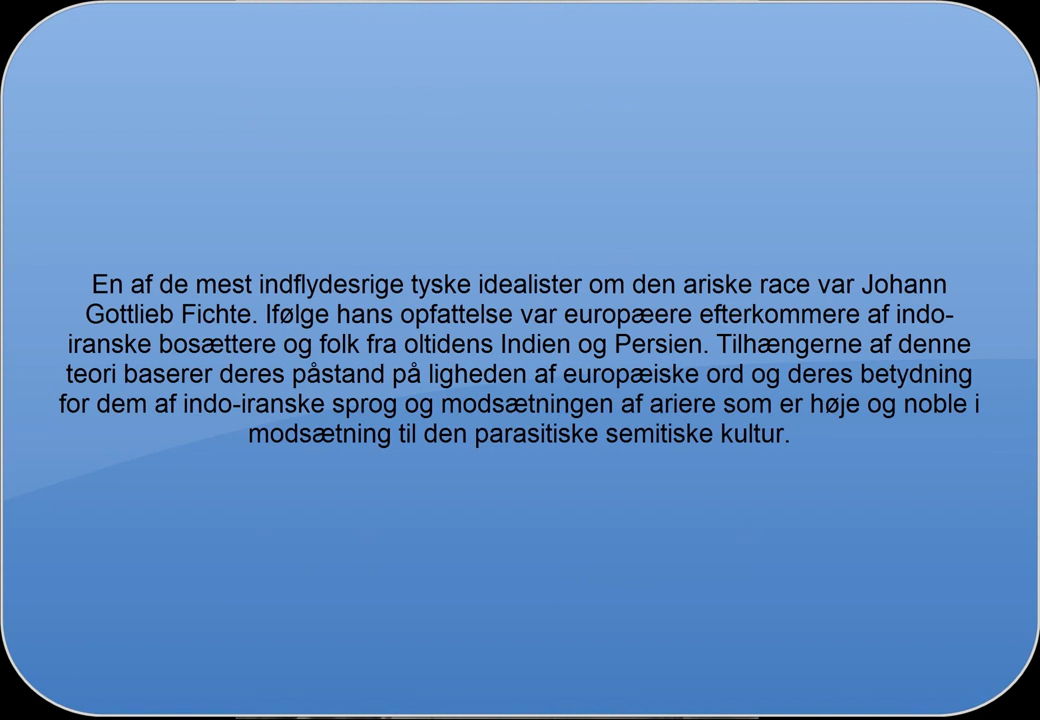 En af de mest indflydesrige tyske idealister om den ariske race var Johann
Gottlieb Fichte. Ifølge hans opfattelse var europæere efterkommere af indo-
iranske bosættere og folk fra oltidens Indien og Persien. Tilhængerne af denne
teori baserer deres påstand på ligheden af europæiske ord og deres betydning
for dem af indo-iranske sprog og modsætningen af ariere som er høje og noble i
modsætning til den parasitiske semitiske kultur.